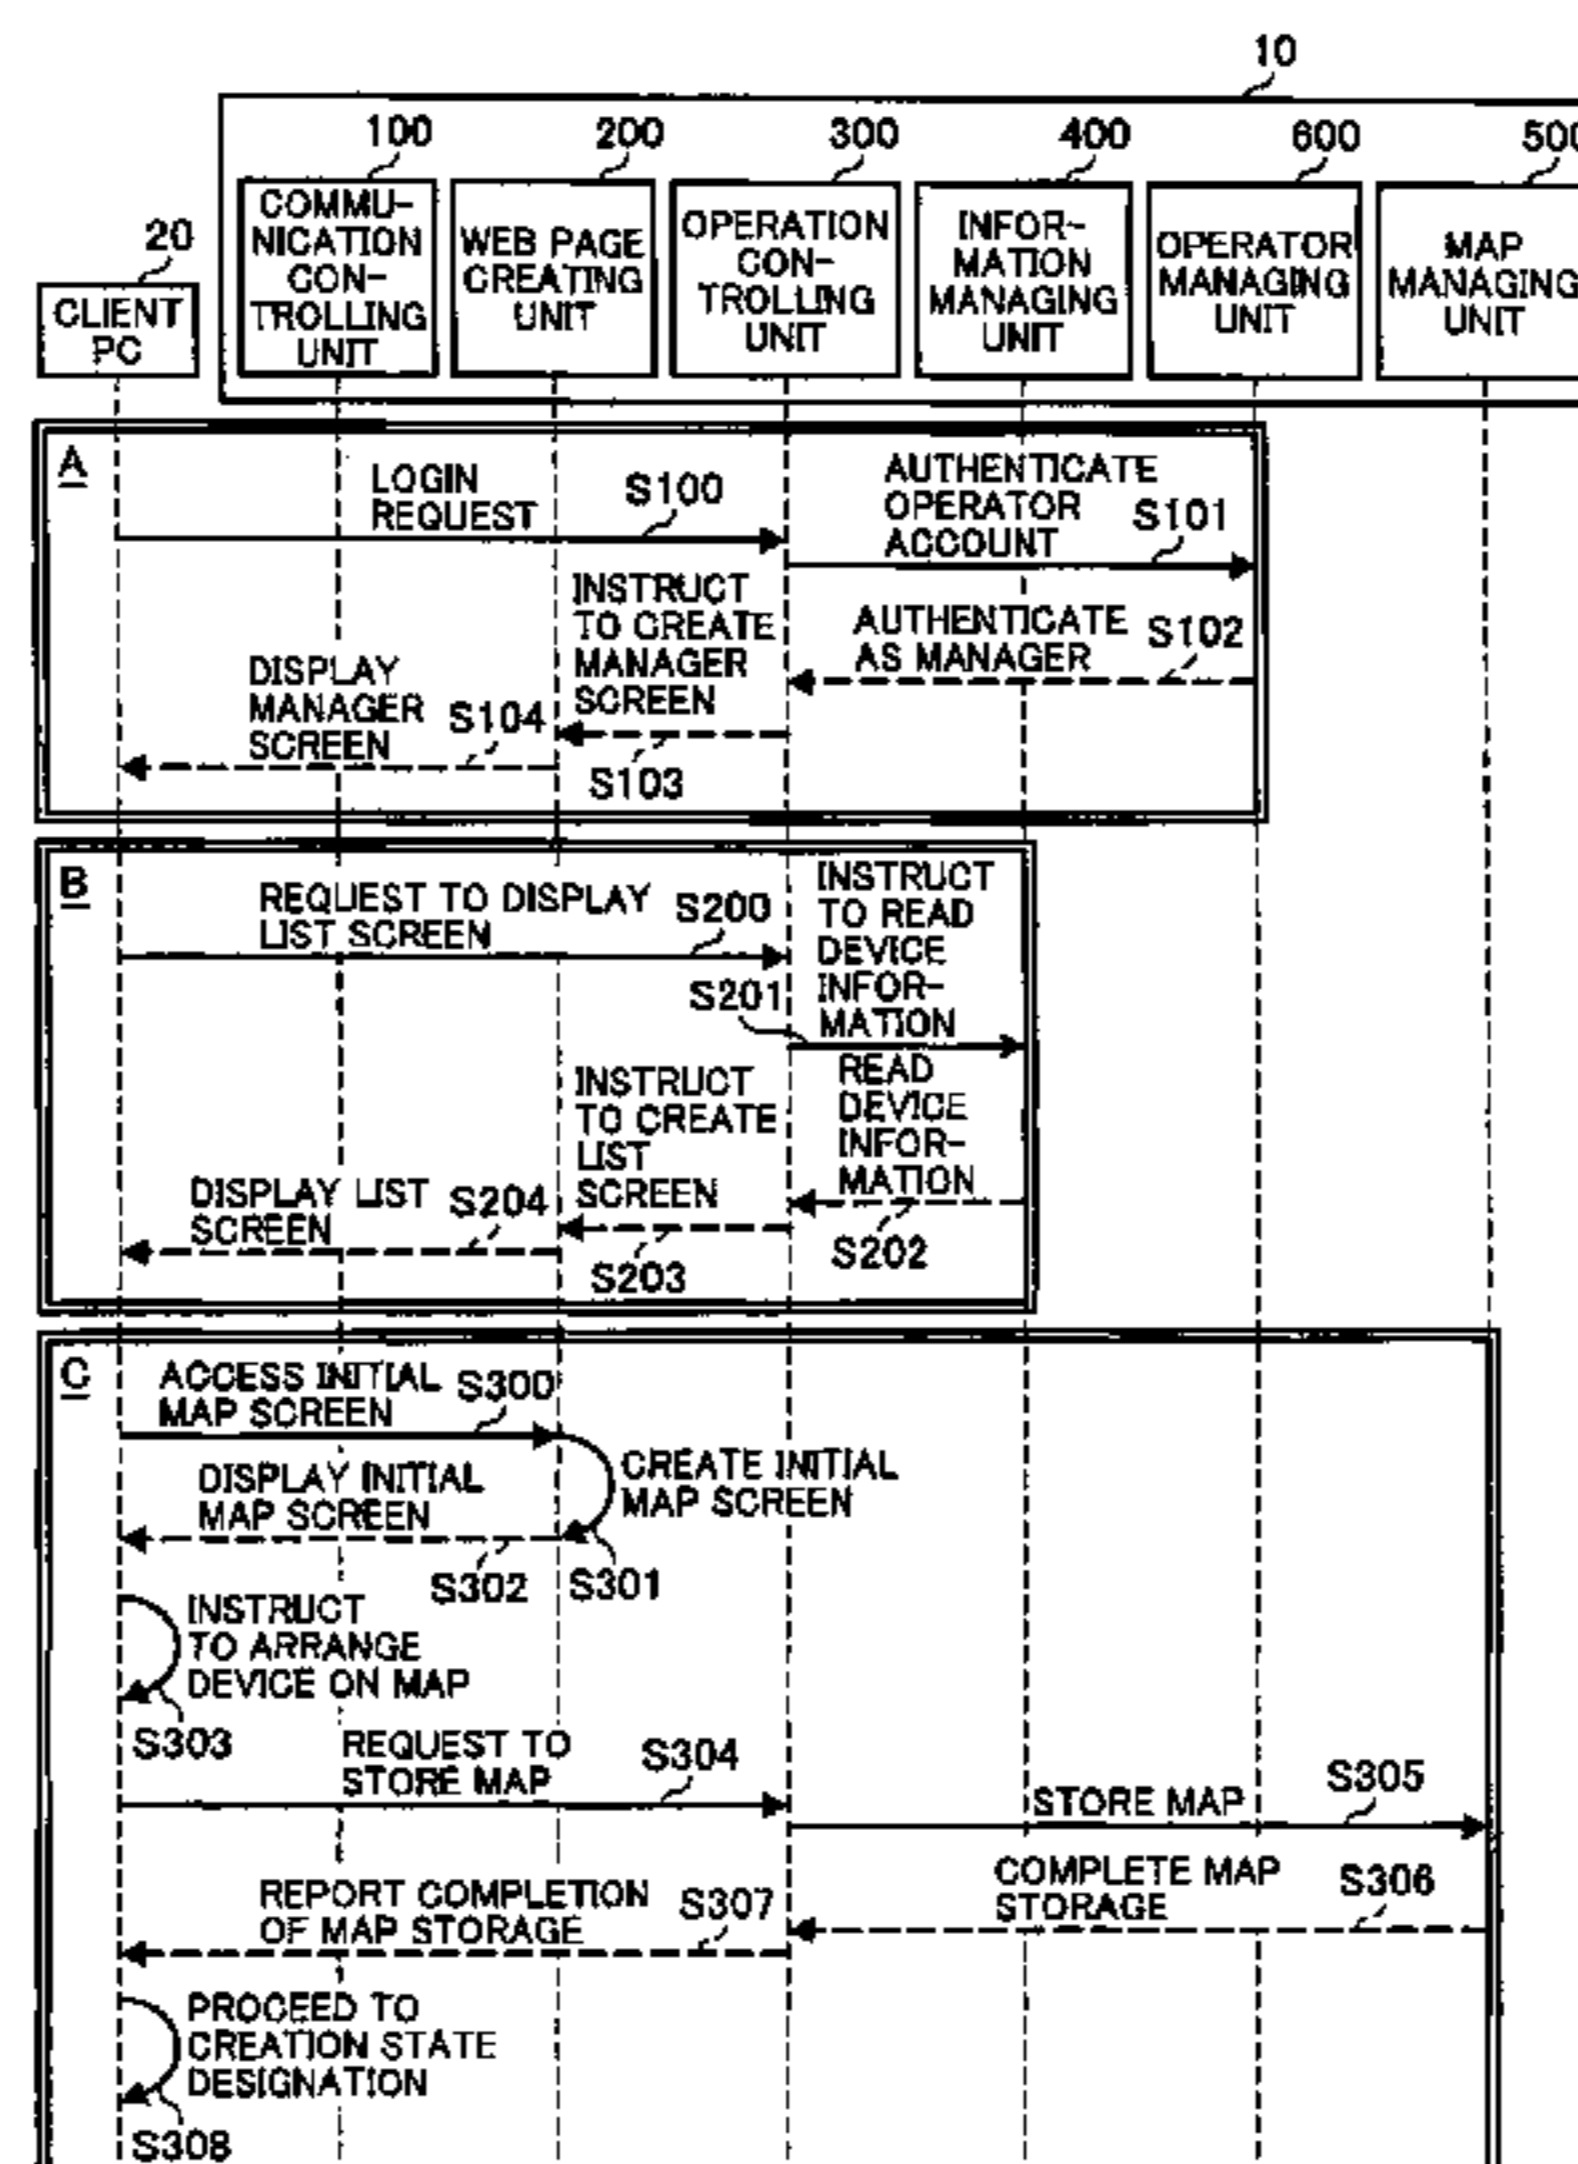 10
100
200
300
400
600
500
20
CLIENT
PC
COMMU-
NICATION
CON-
TROLLING
UNIT
WEB PAGE
CREATING
UNIT
OPERATION
CON-
TROLLING
UNIT
INFOR-
MATION
MANAGING
UNIT
OPERATOR
MANAGING
UNIT
MAP
MANAGING
UNIT
A
LOGIN
REQUEST
S100
AUTHENTICATE
OPERATOR
ACCOUNT
S101
AUTHENTICATE
AS MANAGER
S102
INSTRUCT
TO CREATE
MANAGER
SCREEN
S103
DISPLAY
MANAGER
SCREEN
S104
B
REQUEST TO DISPLAY
LIST SCREEN
S200
INSTRUCT
TO READ
DEVICE
INFOR-
MATION
S201
READ
DEVICE
INFOR-
MATION
S202
INSTRUCT
TO CREATE
LIST
SCREEN
S203
DISPLAY LIST
SCREEN
S204
C
ACCESS INITIAL
MAP SCREEN
S300
CREATE INITIAL
MAP SCREEN
S301
DISPLAY INITIAL
MAP SCREEN
S302
INSTRUCT
TO ARRANGE
DEVICE ON MAP
S303
REQUEST TO
STORE MAP
S304
STORE MAP
S305
COMPLETE MAP
STORAGE
S306
REPORT COMPLETION
OF MAP STORAGE
S307
PROCEED TO
CREATION STATE
DESIGNATION
S308